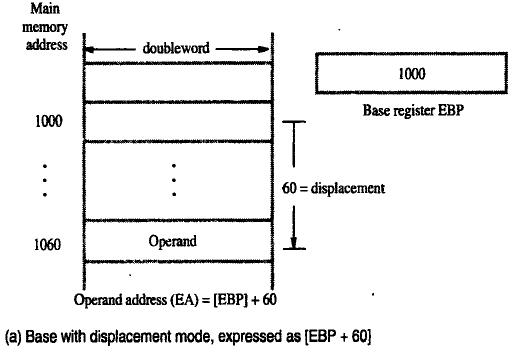 Main
memory
address
doubleword
1000
Base register EBP
1000
.
.
.
.
.
.
60 = displacement
1060
Operand
Operand address (EA) = [EBP] + 60
(a) Base with displacement mode, expressed as [EBP + 60]